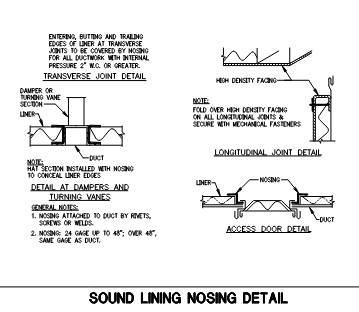 ENTERING, BUTTING AND TRAILING
EDGES OF LINER AT TRANSVERSE
JOINTS TO BE COVERED BY NOSING
FOR ALL DUCTWORK WITH INTERNAL
PRESSURE 2" W.C. OR GREATER.
TRANSVERSE JOINT DETAIL
DAMPER OR
TURNING VANE
SECTION
LINER
DUCT
NOTE:
HAT SECTION INSTALLED WITH NOSING
TO CONCEAL LINER EDGES
DETAIL AT DAMPERS AND
TURNING VANES
GENERAL NOTES:
1. NOSING ATTACHED TO DUCT BY RIVETS,
SCREWS OR WELDS.
2. NOSING: 24 GAGE UP TO 48"; OVER 48",
SAME GAGE AS DUCT.
HIGH DENSITY FACING
NOTE:
FOLD OVER HIGH DENSITY FACING
ON ALL LONGITUDINAL JOINTS &
SECURE WITH MECHANICAL FASTENERS
LONGITUDINAL JOINT DETAIL
LINER
NOSING
DUCT
ACCESS DOOR DETAIL
SOUND LINING NOSING DETAIL